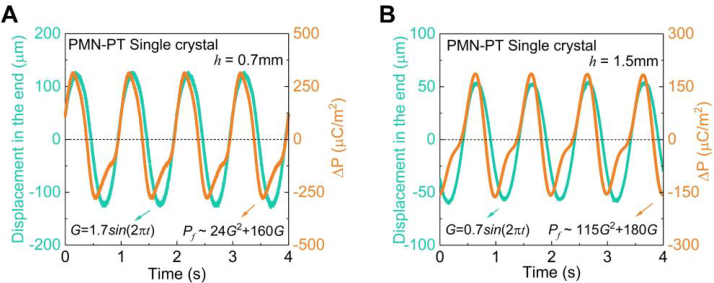 A
PMN-PT Single crystal
h = 0.7mm
Displacement in the end (μm)
200
100
0
-100
-200
500
250
0
-250
-500
ΔP (μC/m²)
G=1.7sin(2πt)
P_f ~ 24G²+160G
0 1 2 3 4
Time (s)
B
PMN-PT Single crystal
h = 1.5mm
Displacement in the end (μm)
100
50
0
-50
-100
300
150
0
-150
-300
ΔP (μC/m²)
G=0.7sin(2πt)
P_f ~ 115G²+180G
0 1 2 3 4
Time (s)